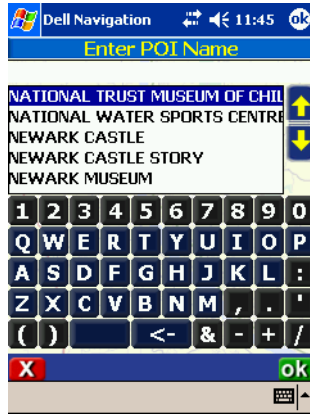 Dell Navigation 11:45 ok
Enter POI Name
NATIONAL TRUST MUSEUM OF CHIL
NATIONAL WATER SPORTS CENTRE
NEWARK CASTLE
NEWARK CASTLE STORY
NEWARK MUSEUM
1 2 3 4 5 6 7 8 9 0
Q W E R T Y U I O P
A S D F G H J K L :
Z X C V B N M , . '
( ) <- & - + /
X ok